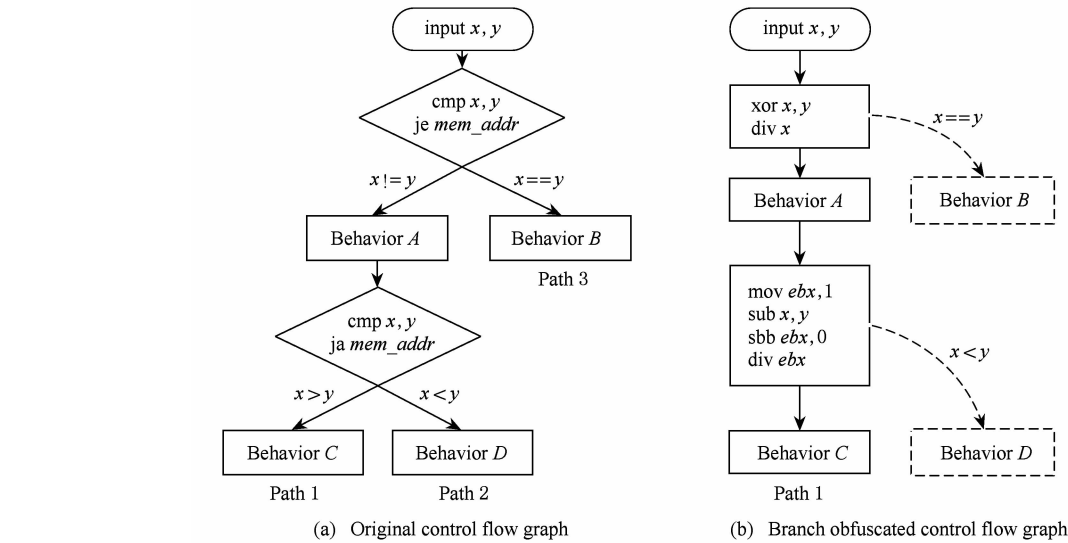 input x, y
cmp x, y
je mem_addr
x!=y
x==y
Behavior A
Behavior B
Path 3
cmp x, y
ja mem_addr
x>y
x<y
Behavior C
Behavior D
Path 1
Path 2
(a) Original control flow graph
input x, y
xor x, y
div x
x==y
Behavior A
Behavior B
mov ebx,1
sub x, y
sbb ebx,0
div ebx
x<y
Behavior C
Behavior D
Path 1
(b) Branch obfuscated control flow graph